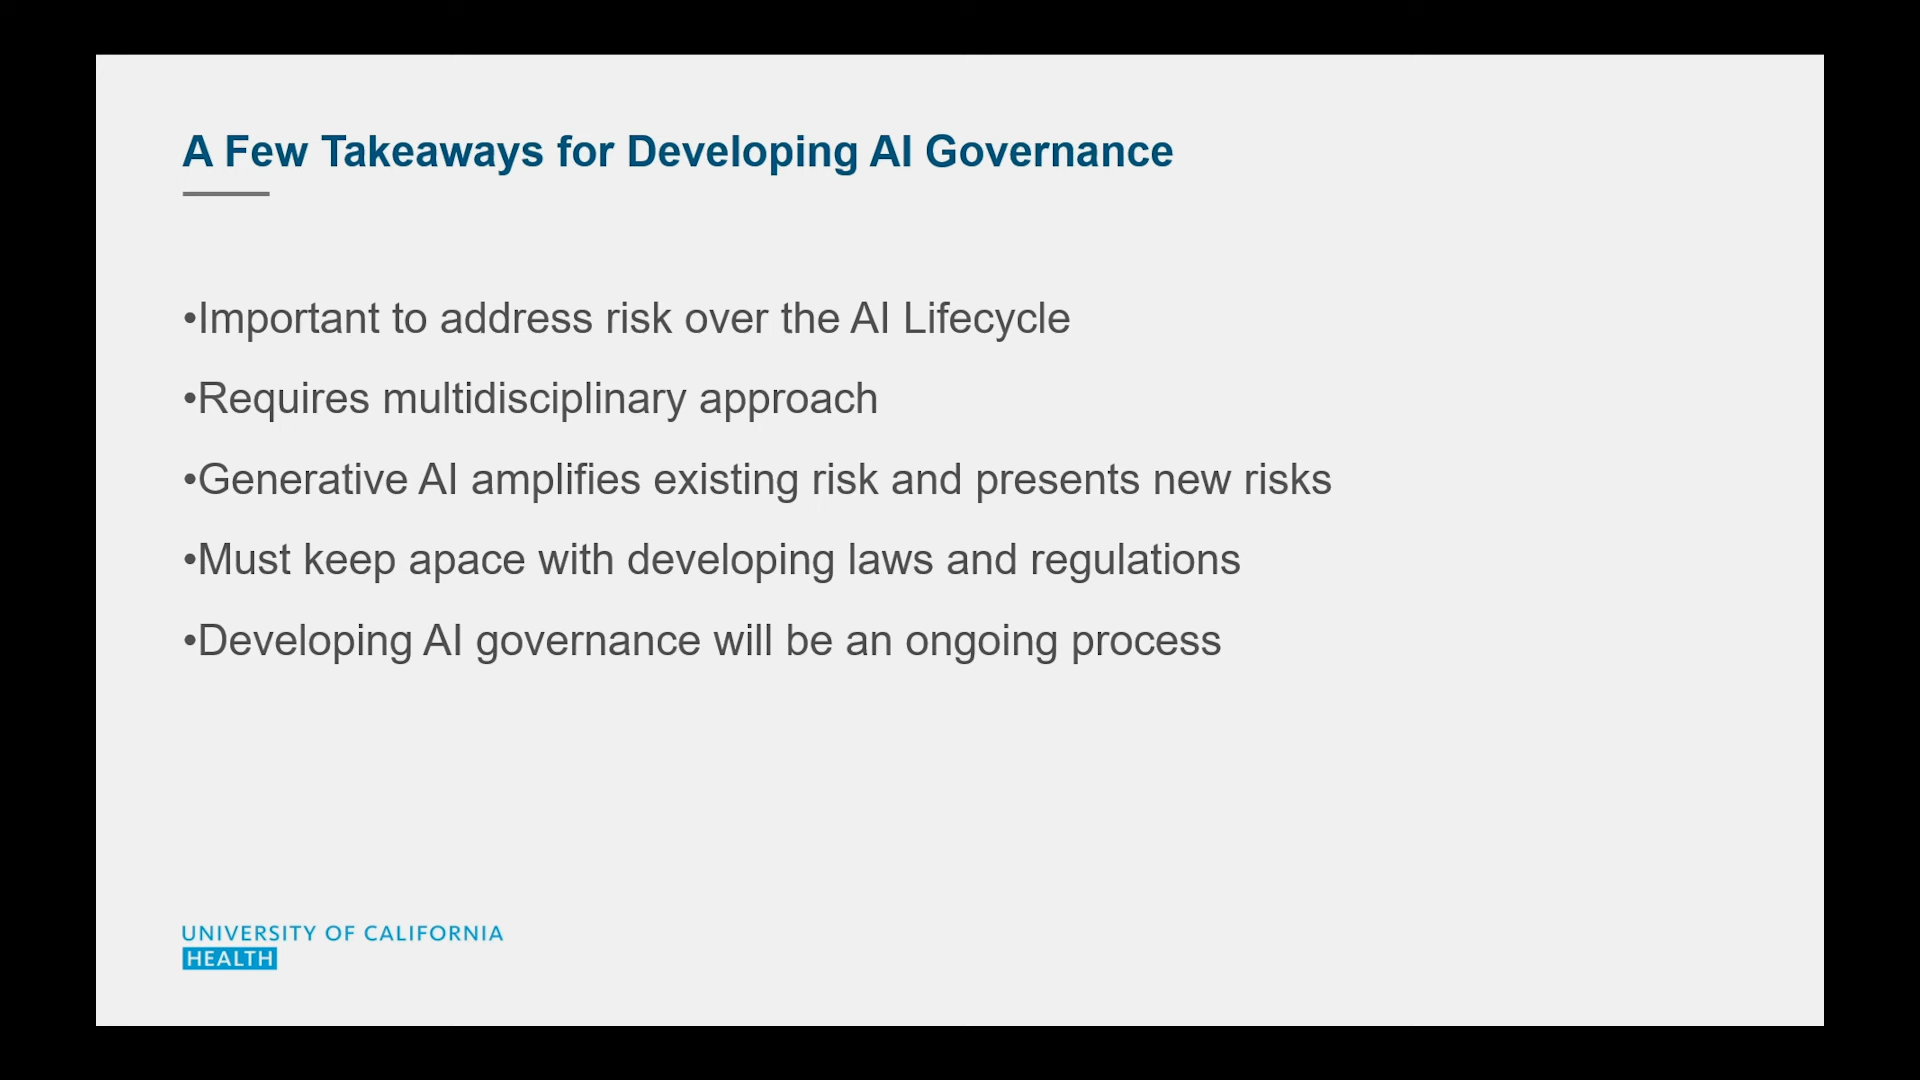 A Few Takeaways for Developing AI Governance
•Important to address risk over the AI Lifecycle
•Requires multidisciplinary approach
•Generative AI amplifies existing risk and presents new risks
•Must keep apace with developing laws and regulations
•Developing AI governance will be an ongoing process
UNIVERSITY OF CALIFORNIA
HEALTH